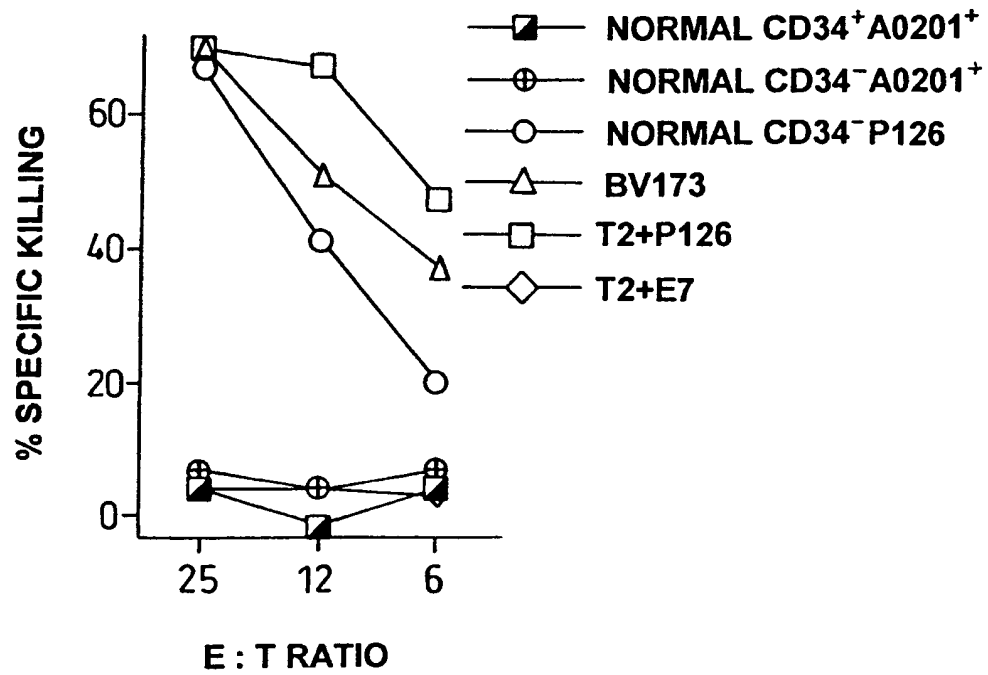 NORMAL CD34⁺A0201⁺
NORMAL CD34⁻A0201⁺
NORMAL CD34⁻P126
BV173
T2+P126
T2+E7
% SPECIFIC KILLING
60
40
20
0
25 12 6
E : T RATIO